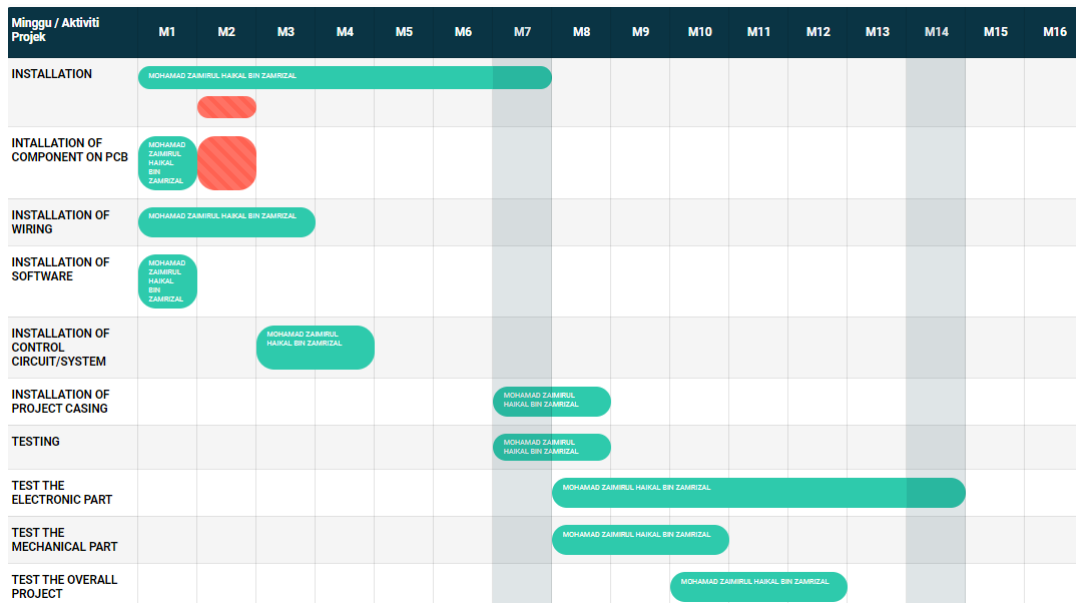 Minggu / Aktiviti
Projek
M1 M2 M3 M4 M5 M6 M7 M8 M9 M10 M11 M12 M13 M14 M15 M16
INSTALLATION
MOHAMAD ZAIMIRUL HAIKAL BIN ZAMRIZAL
INTALLATION OF
COMPONENT ON PCB
MOHAMAD
ZAIMIRUL
HAIKAL
BIN
ZAMRIZAL
INSTALLATION OF
WIRING
MOHAMAD ZAIMIRUL HAIKAL BIN ZAMRIZAL
INSTALLATION OF
SOFTWARE
MOHAMAD
ZAIMIRUL
HAIKAL
BIN
ZAMRIZAL
INSTALLATION OF
CONTROL
CIRCUIT/SYSTEM
MOHAMAD ZAIMIRUL
HAIKAL BIN ZAMRIZAL
INSTALLATION OF
PROJECT CASING
MOHAMAD ZAIMIRUL
HAIKAL BIN ZAMRIZAL
TESTING
MOHAMAD ZAIMIRUL
HAIKAL BIN ZAMRIZAL
TEST THE
ELECTRONIC PART
MOHAMAD ZAIMIRUL HAIKAL BIN ZAMRIZAL
TEST THE
MECHANICAL PART
MOHAMAD ZAIMIRUL HAIKAL BIN ZAMRIZAL
TEST THE OVERALL
PROJECT
MOHAMAD ZAIMIRUL HAIKAL BIN ZAMRIZAL